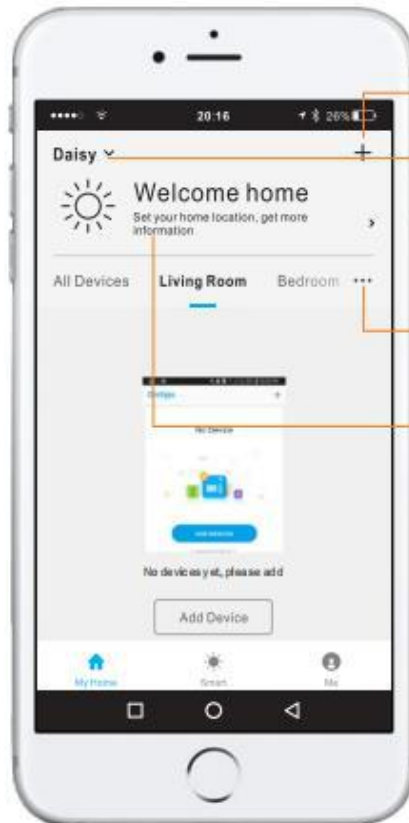 20:16
26%
Daisy
+
Welcome home
Set your home location, get more
information
All Devices Living Room Bedroom ...
No Device
No devices yet, please add
Add Device
My Home Smart Me